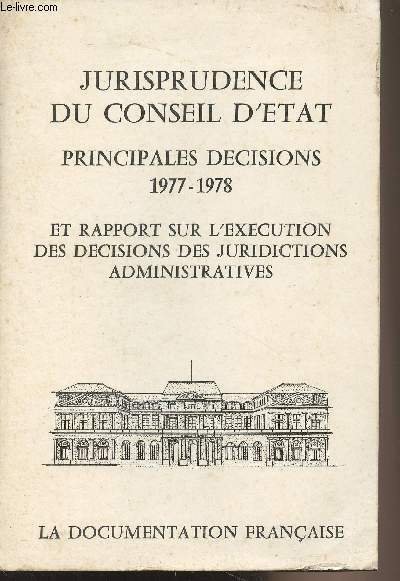 Le-livre.com
JURISPRUDENCE
DU CONSEIL D'ETAT
PRINCIPALES DECISIONS
1977-1978
ET RAPPORT SUR L'EXECUTION
DES DECISIONS DES JURIDICTIONS
ADMINISTRATIVES
LA DOCUMENTATION FRANÇAISE